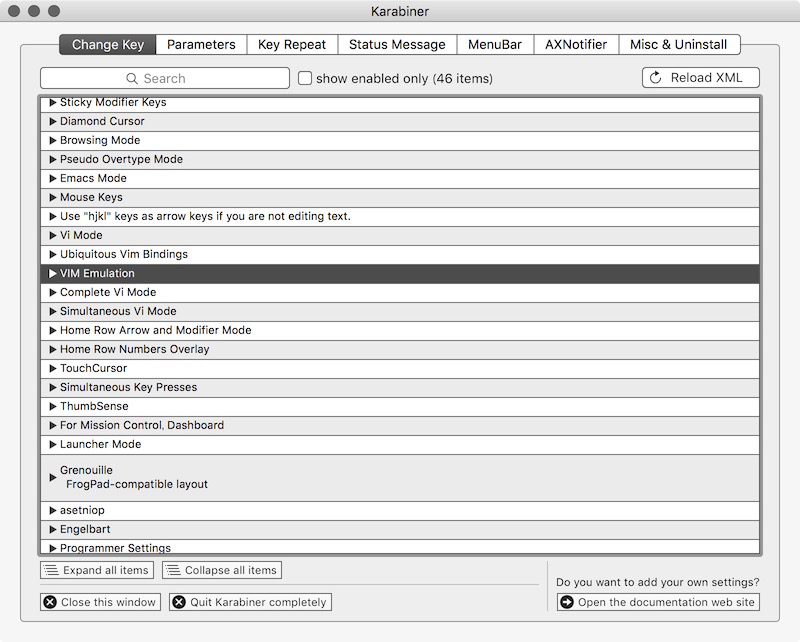 Karabiner
Change Key Parameters Key Repeat Status Message MenuBar AXNotifier Misc & Uninstall
Search show enabled only (46 items) Reload XML
Sticky Modifier Keys
Diamond Cursor
Browsing Mode
Pseudo Overtype Mode
Emacs Mode
Mouse Keys
Use "hjkl" keys as arrow keys if you are not editing text.
Vi Mode
Ubiquitous Vim Bindings
VIM Emulation
Complete Vi Mode
Simultaneous Vi Mode
Home Row Arrow and Modifier Mode
Home Row Numbers Overlay
TouchCursor
Simultaneous Key Presses
ThumbSense
For Mission Control, Dashboard
Launcher Mode
Grenouille
FrogPad-compatible layout
asetniop
Engelbart
Programmer Settings
Expand all items Collapse all items
Do you want to add your own settings?
Close this window Quit Karabiner completely Open the documentation web site